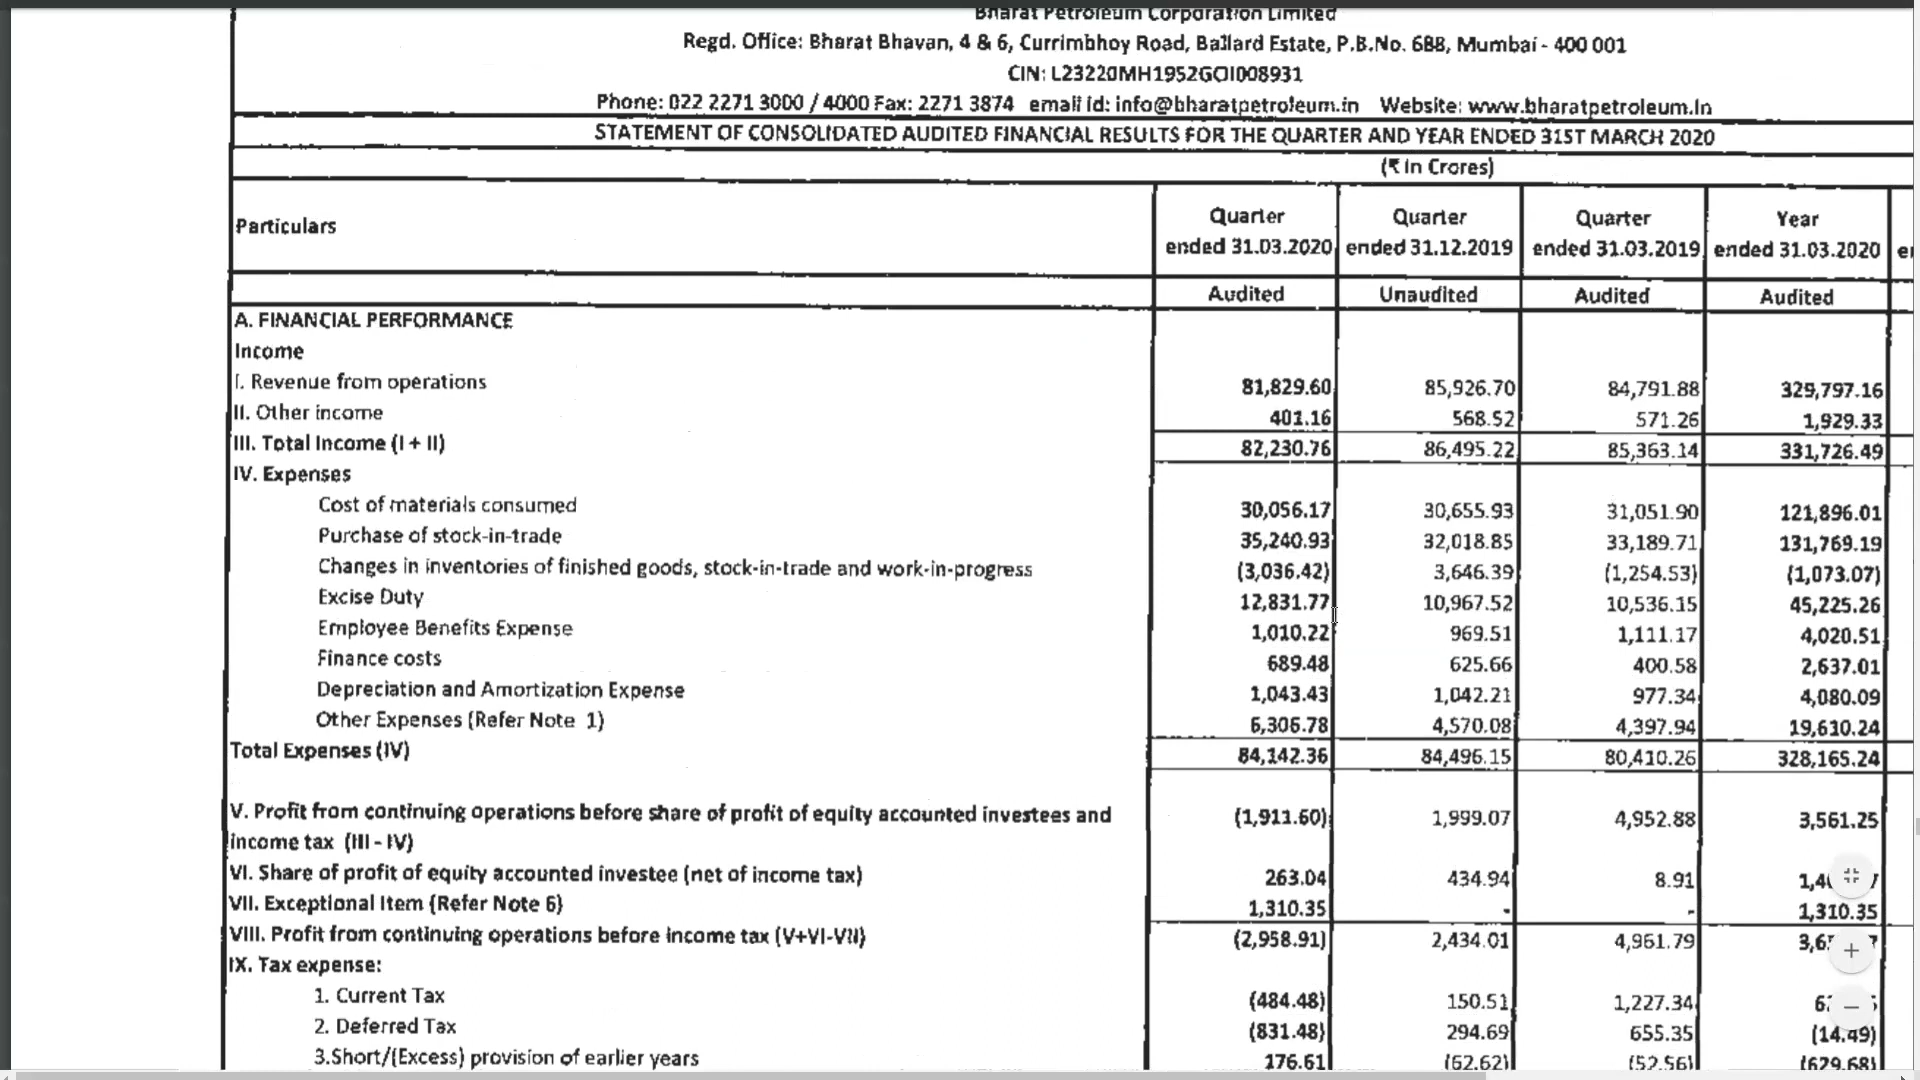 Bharat Petroleum Corporation Limited
Regd. Office: Bharat Bhavan, 4 & 6, Currimbhoy Road, Ballard Estate, P.B.No. 688, Mumbai - 400 001
CIN: L23220MH1952GOI008931
Phone: 022 2271 3000 / 4000 Fax: 2271 3874 email id: info@bharatpetroleum.in Website: www.bharatpetroleum.in
STATEMENT OF CONSOLIDATED AUDITED FINANCIAL RESULTS FOR THE QUARTER AND YEAR ENDED 31ST MARCH 2020
(₹ in Crores)
Particulars
Quarter ended 31.03.2020 Quarter ended 31.12.2019 Quarter ended 31.03.2019 Year ended 31.03.2020
Audited Unaudited Audited Audited
A. FINANCIAL PERFORMANCE
Income
I. Revenue from operations 81,829.60 85,926.70 84,791.88 329,797.16
II. Other income 401.16 568.52 571.26 1,929.33
III. Total Income (I + II) 82,230.76 86,495.22 85,363.14 331,726.49
IV. Expenses
Cost of materials consumed 30,056.17 30,655.93 31,051.90 121,896.01
Purchase of stock-in-trade 35,240.93 32,018.85 33,189.71 131,769.19
Changes in inventories of finished goods, stock-in-trade and work-in-progress (3,036.42) 3,646.39 (1,254.53) (1,073.07)
Excise Duty 12,831.77 10,967.52 10,536.15 45,225.26
Employee Benefits Expense 1,010.22 969.51 1,111.17 4,020.51
Finance costs 689.48 625.66 400.58 2,637.01
Depreciation and Amortization Expense 1,043.43 1,042.21 977.34 4,080.09
Other Expenses (Refer Note 1) 6,306.78 4,570.08 4,397.94 19,610.24
Total Expenses (IV) 84,142.36 84,496.15 80,410.26 328,165.24
V. Profit from continuing operations before share of profit of equity accounted investees and
income tax (III - IV) (1,911.60) 1,999.07 4,952.88 3,561.25
VI. Share of profit of equity accounted investee (net of income tax) 263.04 434.94 8.91
VII. Exceptional Item (Refer Note 6) 1,310.35 - - 1,310.35
VIII. Profit from continuing operations before income tax (V+VI-VII) (2,958.91) 2,434.01 4,961.79
IX. Tax expense:
1. Current Tax (484.48) 150.51 1,227.34
2. Deferred Tax (831.48) 294.69 655.35 (14.49)
3.Short/(Excess) provision of earlier years 176.61 (62.62) (52.56) (629.68)